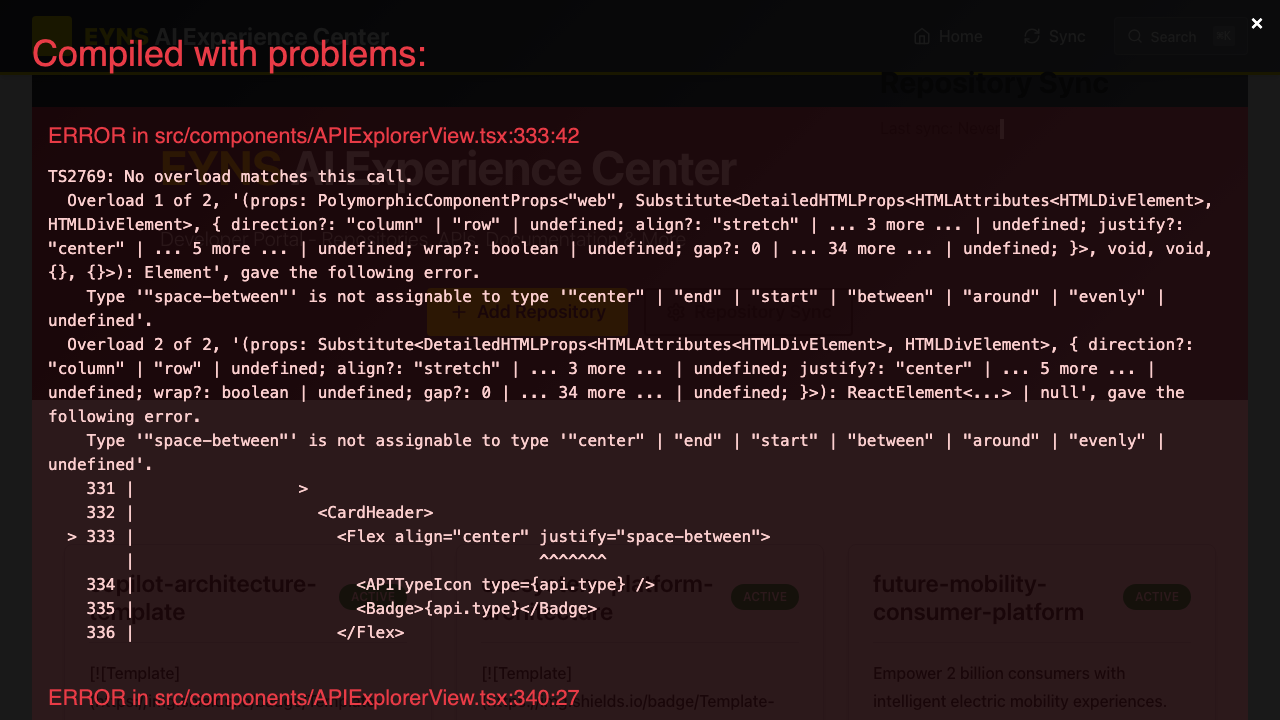 EYNS AI Experience Center
Home
Sync
Search
⌘K
Compiled with problems:
Repository Sync
ERROR in src/components/APIExplorerView.tsx:333:42
EYNS AI Experience Center
TS2769: No overload matches this call.
  Overload 1 of 2, '(props: PolymorphicComponentProps<"web", Substitute<DetailedHTMLProps<HTMLAttributes<HTMLDivElement>,
HTMLDivElement>, { direction?: "column" | "row" | undefined; align?: "stretch" | ... 3 more ... | undefined; justify?:
"center" | ... 5 more ... | undefined; wrap?: boolean | undefined; gap?: 0 | ... 34 more ... | undefined; }>, void, void,
{}, {}>): Element', gave the following error.
    Type '"space-between"' is not assignable to type '"center" | "end" | "start" | "between" | "around" | "evenly" |
undefined'.
Add Repository
Repository Sync
  Overload 2 of 2, '(props: Substitute<DetailedHTMLProps<HTMLAttributes<HTMLDivElement>, HTMLDivElement>, { direction?:
"column" | "row" | undefined; align?: "stretch" | ... 3 more ... | undefined; justify?: "center" | ... 5 more ... |
undefined; wrap?: boolean | undefined; gap?: 0 | ... 34 more ... | undefined; }>): ReactElement<...> | null', gave the
following error.
    Type '"space-between"' is not assignable to type '"center" | "end" | "start" | "between" | "around" | "evenly" |
undefined'.
    331 |                 >
    332 |                   <CardHeader>
  > 333 |                     <Flex align="center" justify="space-between">
        |                                          ^^^^^^^
    334 |                       <APITypeIcon type={api.type} />
    335 |                       <Badge>{api.type}</Badge>
    336 |                     </Flex>
future-mobility-
consumer-platform
ACTIVE
[![Template]
[![Template]
Empower 2 billion consumers with
intelligent electric mobility experiences.
ERROR in src/components/APIExplorerView.tsx:340:27